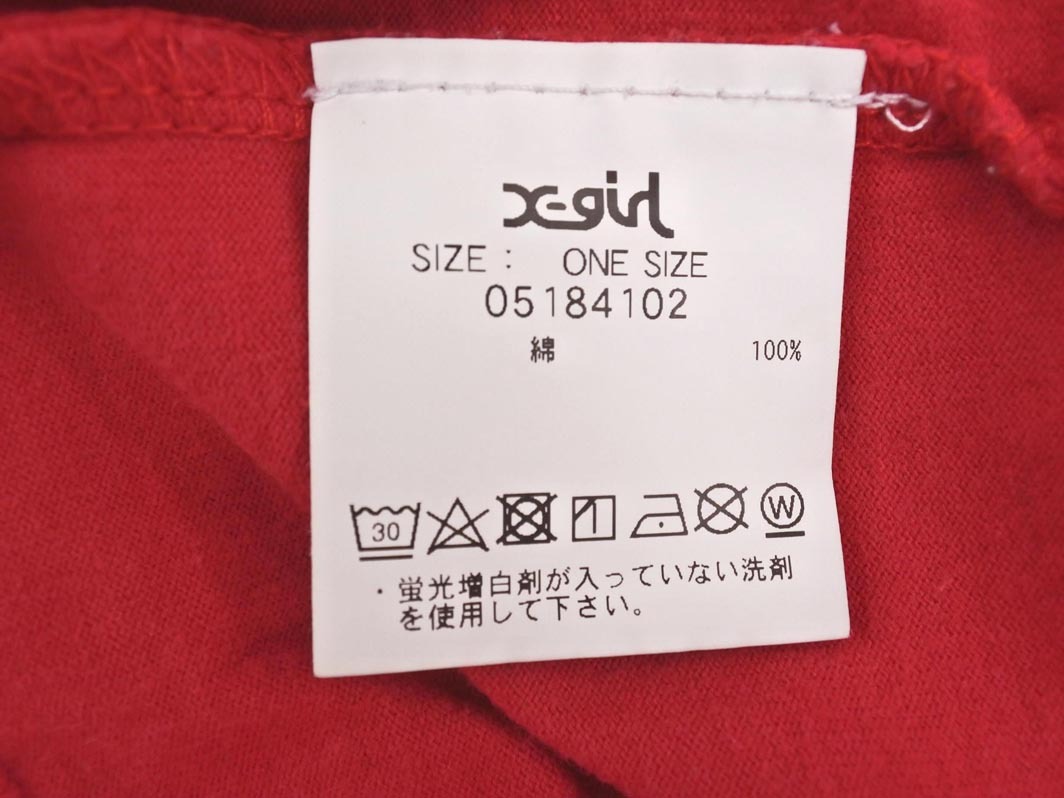 X-girl
SIZE : ONE SIZE
05184102
綿 100%
30 W
・蛍光増白剤が入っていない洗剤
を使用して下さい。